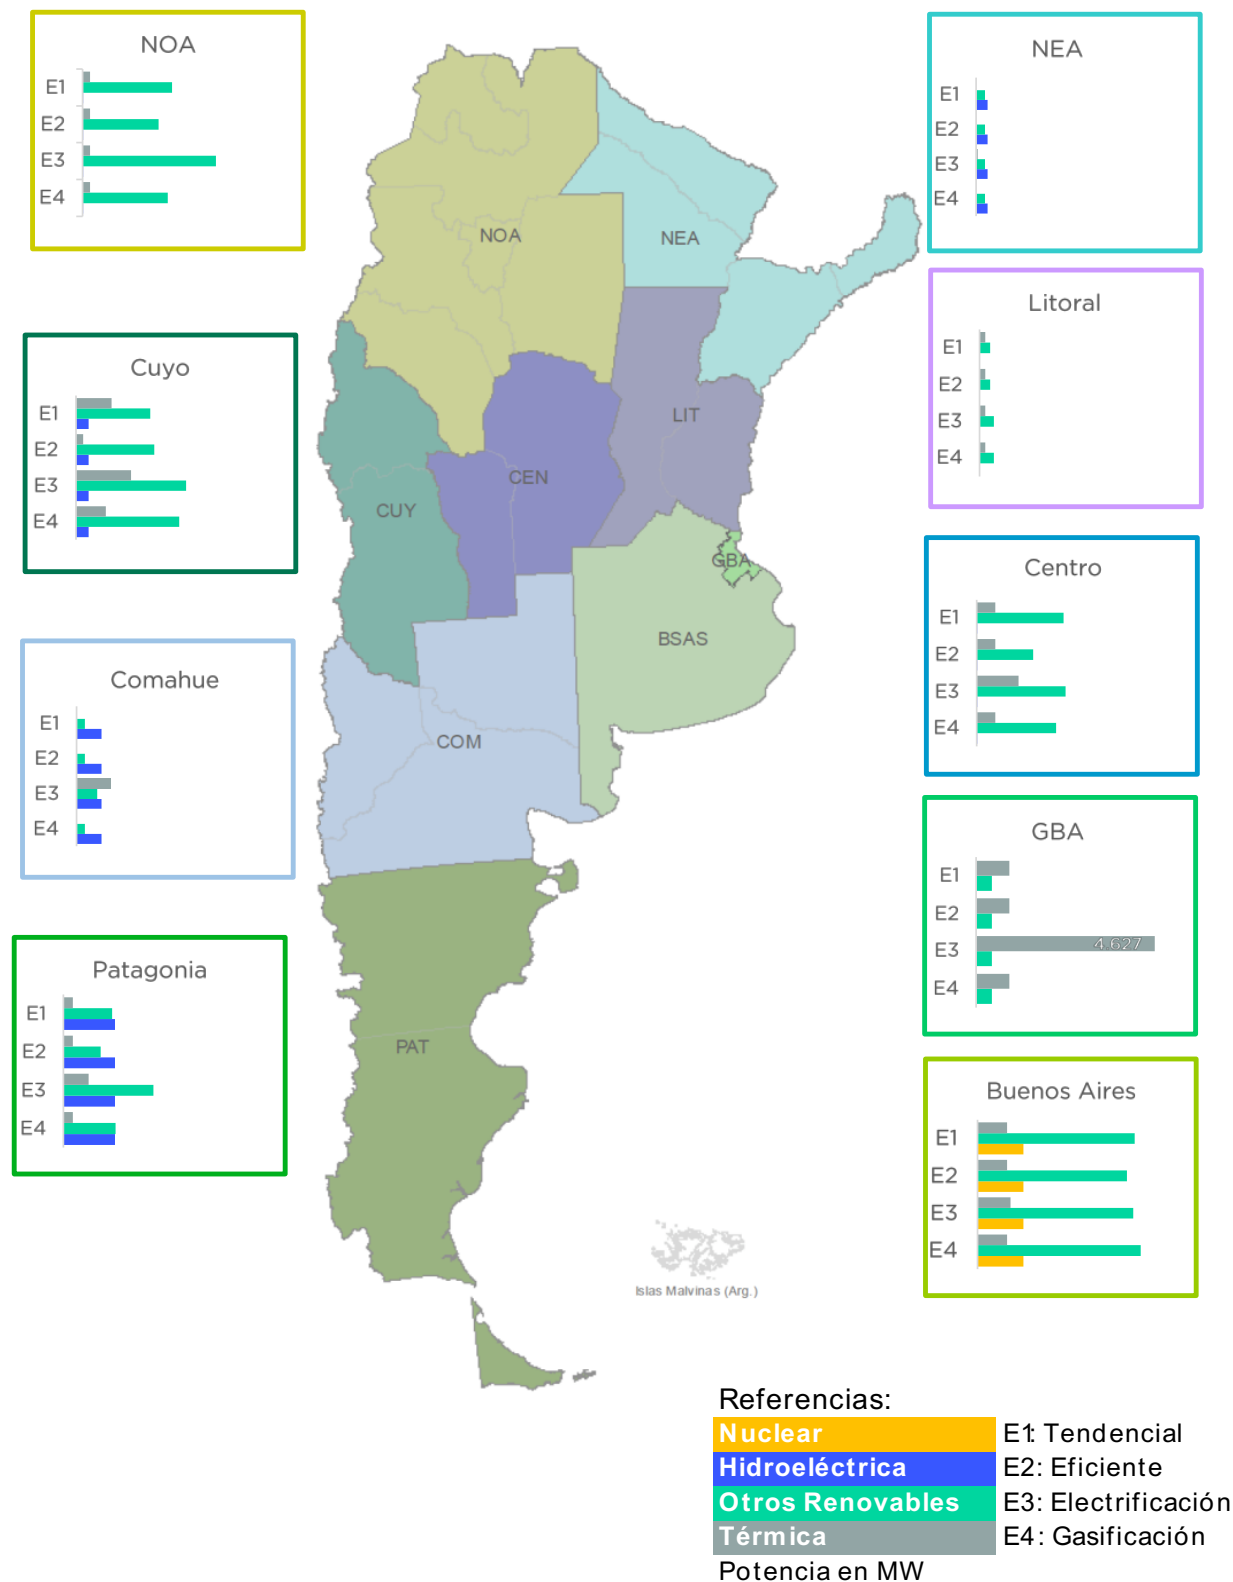 NOA
E1
E2
E3
E4
Cuyo
E1
E2
E3
E4
Comahue
E1
E2
E3
E4
Patagonia
E1
E2
E3
E4
NOA
NEA
LIT
CEN
CUY
GBA
BSAS
COM
PAT
Islas Malvinas (Arg.)
NEA
E1
E2
E3
E4
Litoral
E1
E2
E3
E4
Centro
E1
E2
E3
E4
GBA
E1
E2
E3
4.627
E4
Buenos Aires
E1
E2
E3
E4
Referencias:
Nuclear E1: Tendencial
Hidroeléctrica E2: Eficiente
Otros Renovables E3: Electrificación
Térmica E4: Gasificación
Potencia en MW